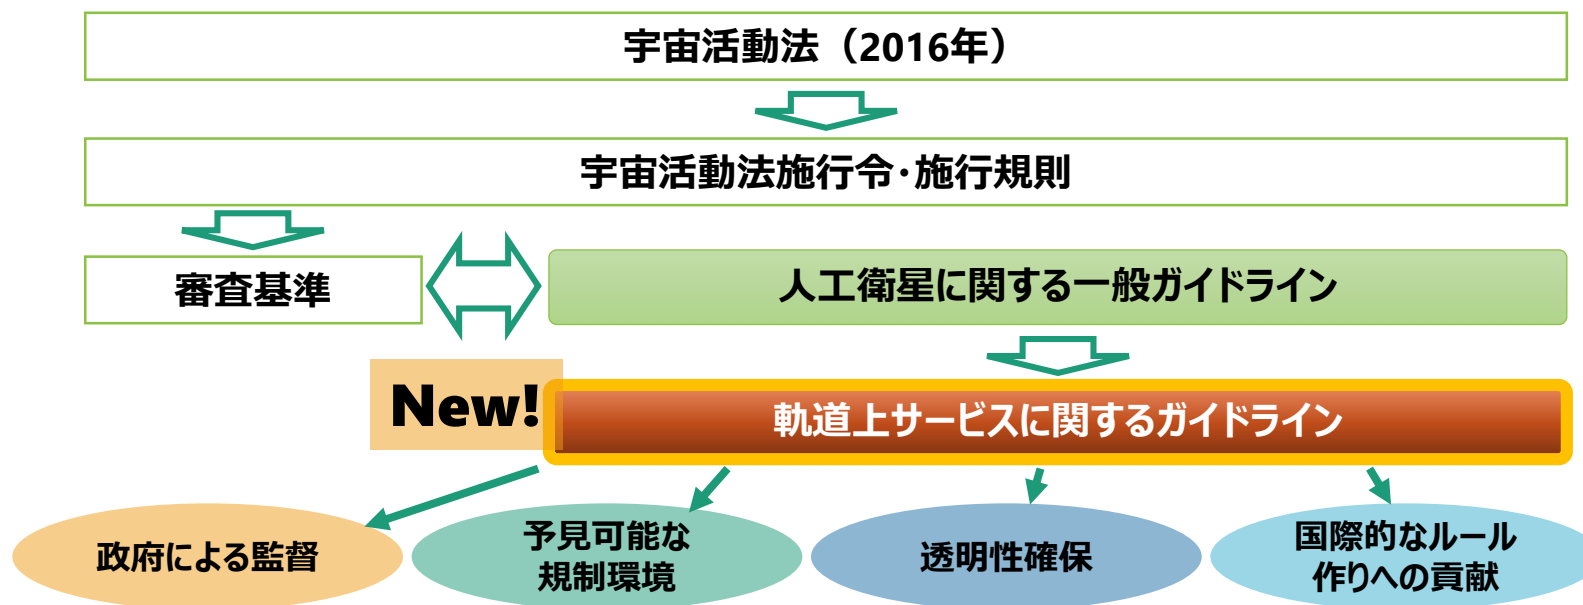 宇宙活動法（2016年）
宇宙活動法施行令・施行規則
審査基準
人工衛星に関する一般ガイドライン
New!
軌道上サービスに関するガイドライン
政府による監督
予見可能な
規制環境
透明性確保
国際的なルール
作りへの貢献